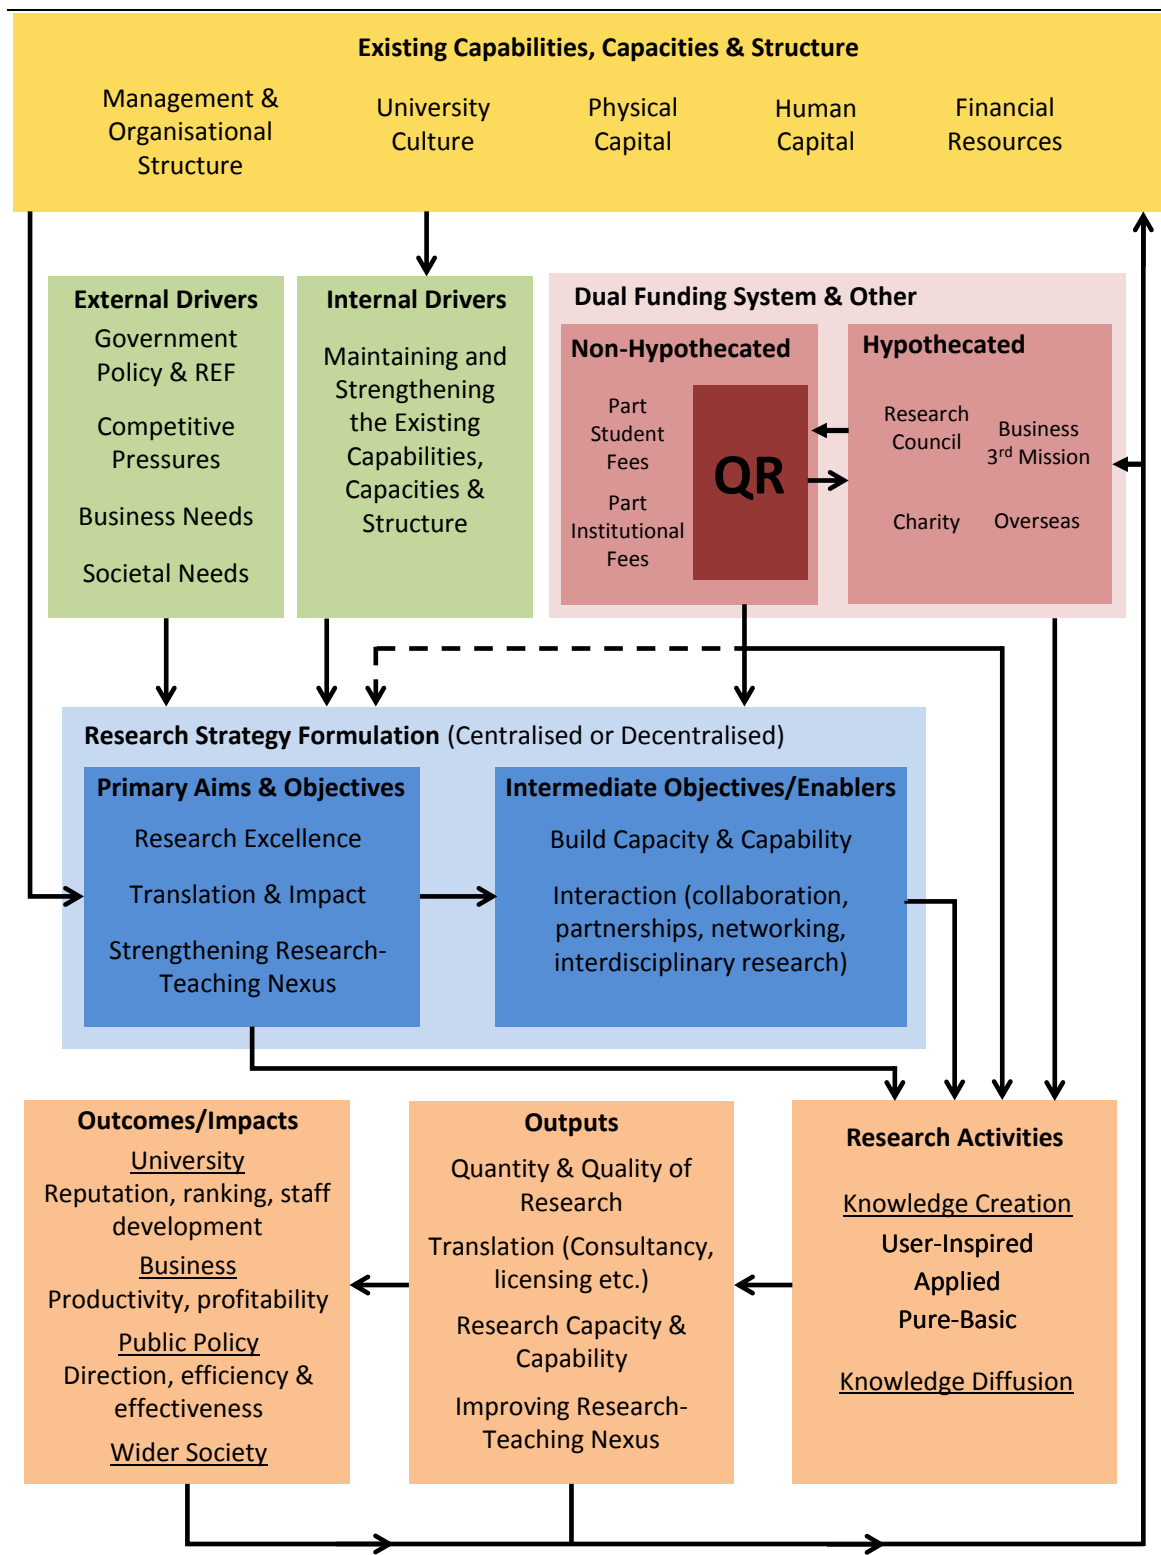 Existing Capabilities, Capacities & Structure
Management &
Organisational
Structure
University
Culture
Physical
Capital
Human
Capital
Financial
Resources
External Drivers
Government
Policy & REF
Competitive
Pressures
Business Needs
Societal Needs
Internal Drivers
Maintaining and
Strengthening
the Existing
Capabilities,
Capacities &
Structure
Dual Funding System & Other
Non-Hypothecated
Part
Student
Fees
Part
Institutional
Fees
QR
Hypothecated
Research
Council
Business
3rd Mission
Charity
Overseas
Research Strategy Formulation (Centralised or Decentralised)
Primary Aims & Objectives
Research Excellence
Translation & Impact
Strengthening Research-
Teaching Nexus
Intermediate Objectives/Enablers
Build Capacity & Capability
Interaction (collaboration,
partnerships, networking,
interdisciplinary research)
Outcomes/Impacts
University
Reputation, ranking, staff
development
Business
Productivity, profitability
Public Policy
Direction, efficiency &
effectiveness
Wider Society
Outputs
Quantity & Quality of
Research
Translation (Consultancy,
licensing etc.)
Research Capacity &
Capability
Improving Research-
Teaching Nexus
Research Activities
Knowledge Creation
User-Inspired
Applied
Pure-Basic
Knowledge Diffusion